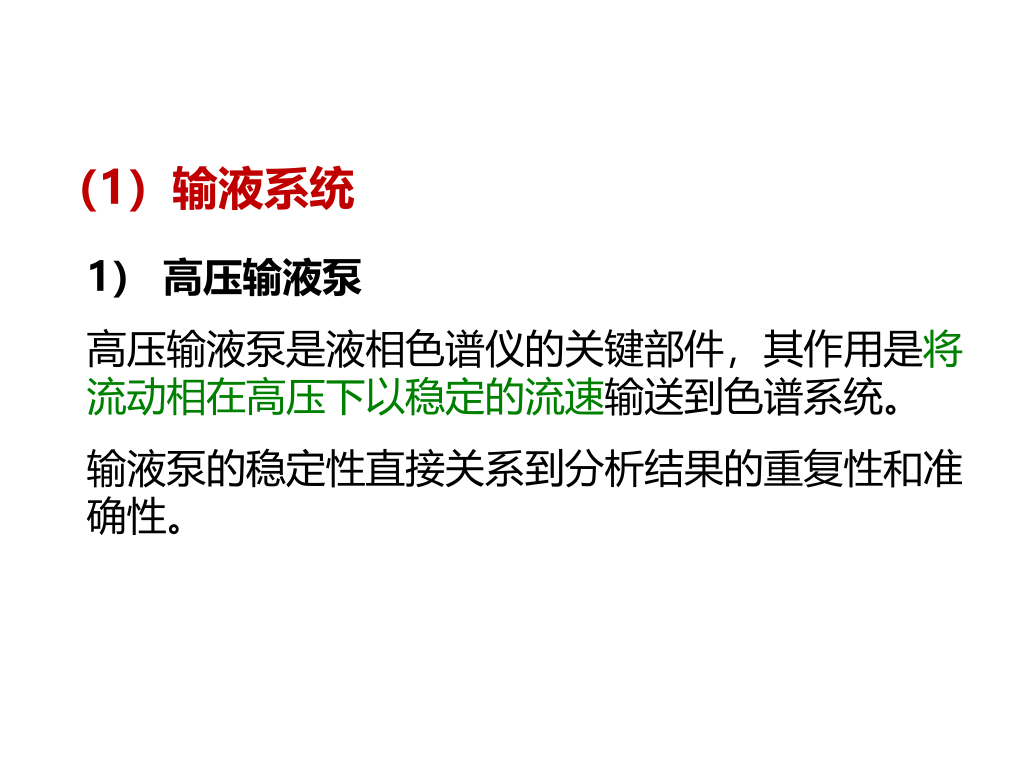 （1）输液系统
1） 高压输液泵
高压输液泵是液相色谱仪的关键部件，其作用是将
流动相在高压下以稳定的流速输送到色谱系统。
输液泵的稳定性直接关系到分析结果的重复性和准
确性。